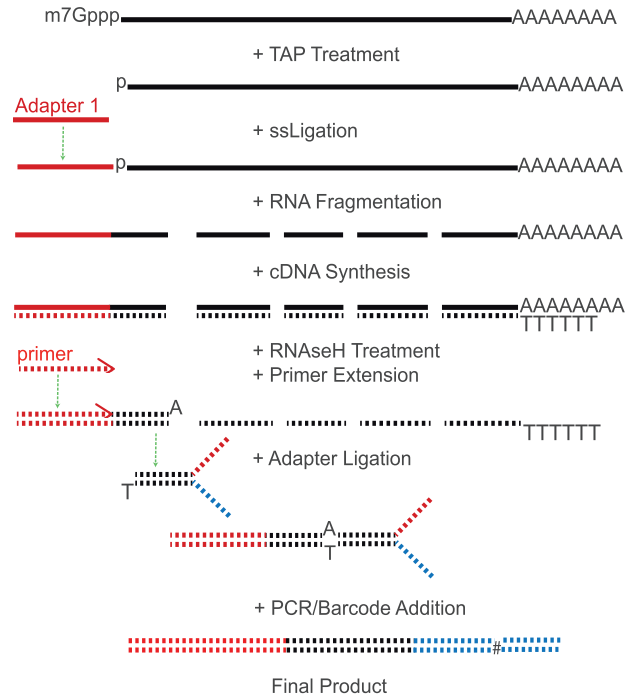 m7Gppp AAAAAAAA
+ TAP Treatment
p AAAAAAAA
Adapter 1
+ ssLigation
p AAAAAAAA
+ RNA Fragmentation
AAAAAAAA
+ cDNA Synthesis
AAAAAAAA
TTTTTT
+ RNAseH Treatment
primer
+ Primer Extension
A
TTTTTT
+ Adapter Ligation
T
A
T
+ PCR/Barcode Addition
#
Final Product